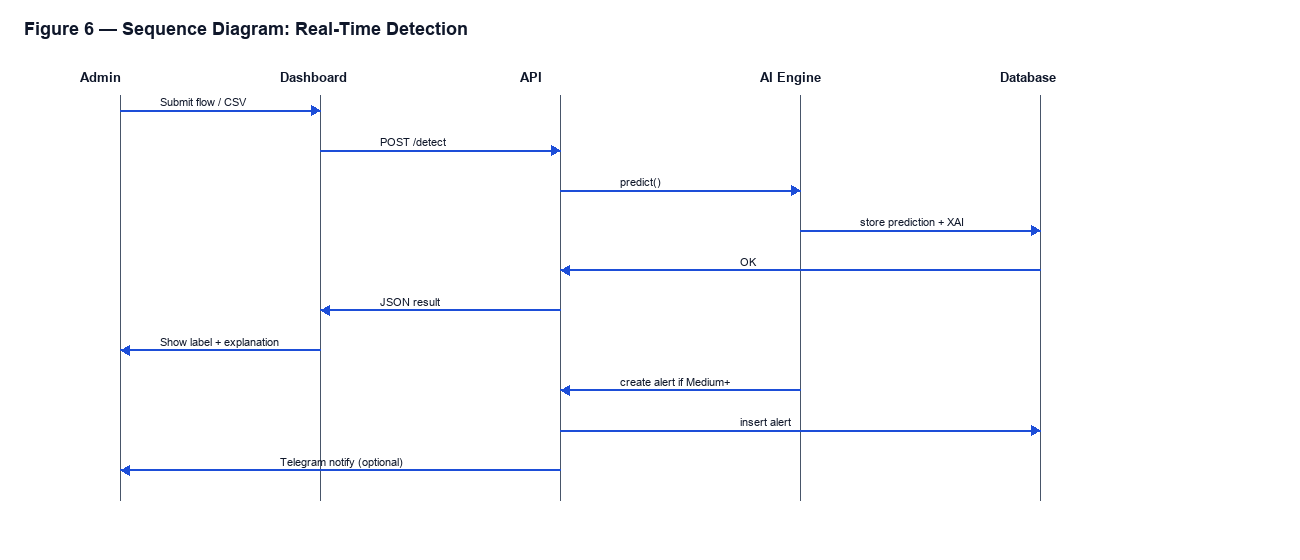 Figure 6 — Sequence Diagram: Real-Time Detection
Admin
Dashboard
API
AI Engine
Database
Submit flow / CSV
POST /detect
predict()
store prediction + XAI
OK
JSON result
Show label + explanation
create alert if Medium+
insert alert
Telegram notify (optional)